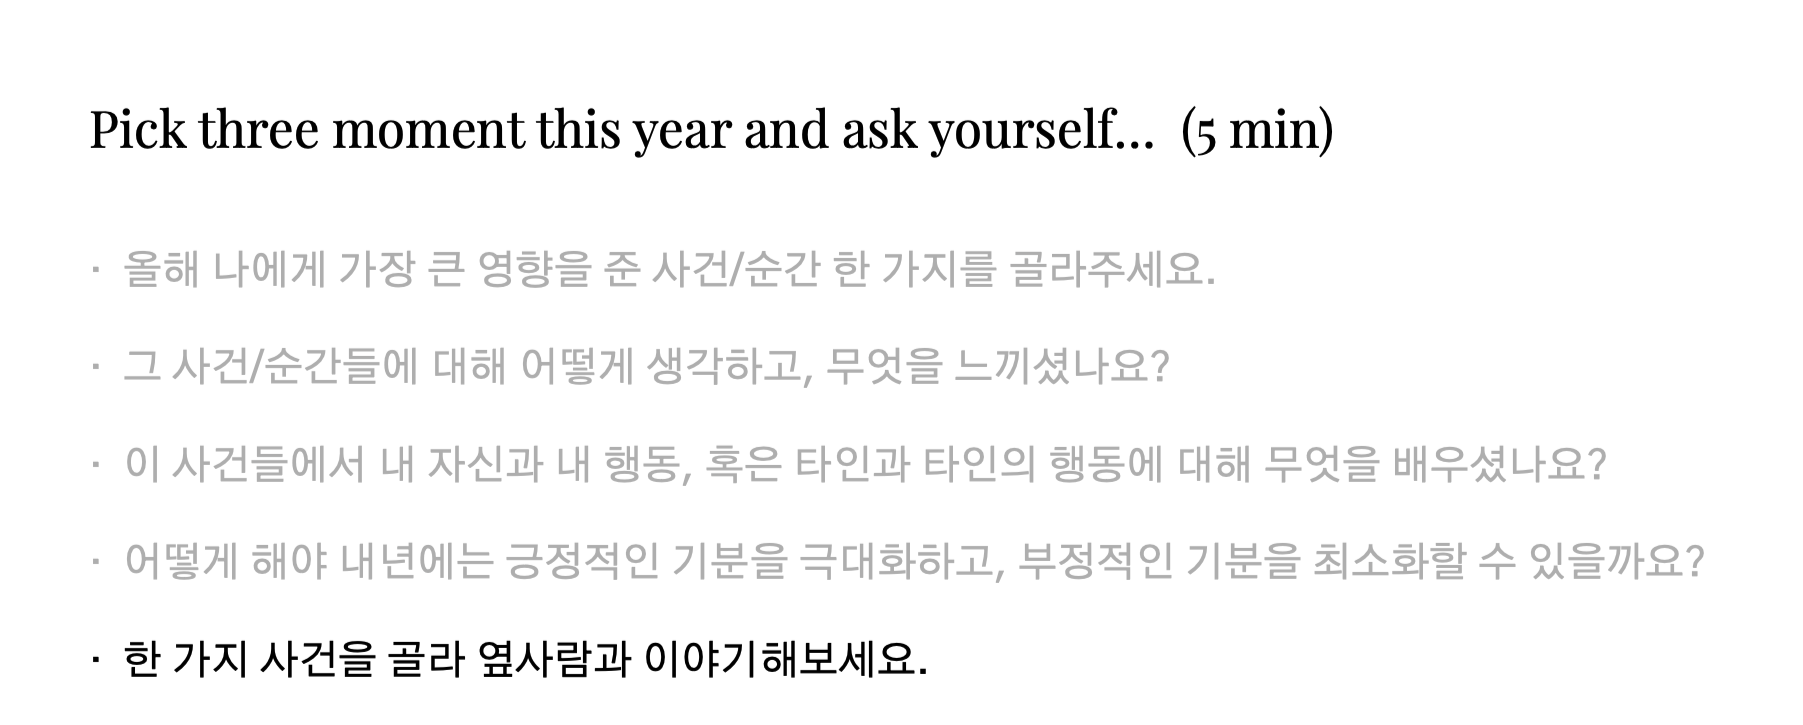 Pick three moment this year and ask yourself... (5 min)
· 올해 나에게 가장 큰 영향을 준 사건/순간 한 가지를 골라주세요.
· 그 사건/순간들에 대해 어떻게 생각하고, 무엇을 느끼셨나요?
· 이 사건들에서 내 자신과 내 행동, 혹은 타인과 타인의 행동에 대해 무엇을 배우셨나요?
· 어떻게 해야 내년에는 긍정적인 기분을 극대화하고, 부정적인 기분을 최소화할 수 있을까요?
· 한 가지 사건을 골라 옆사람과 이야기해보세요.